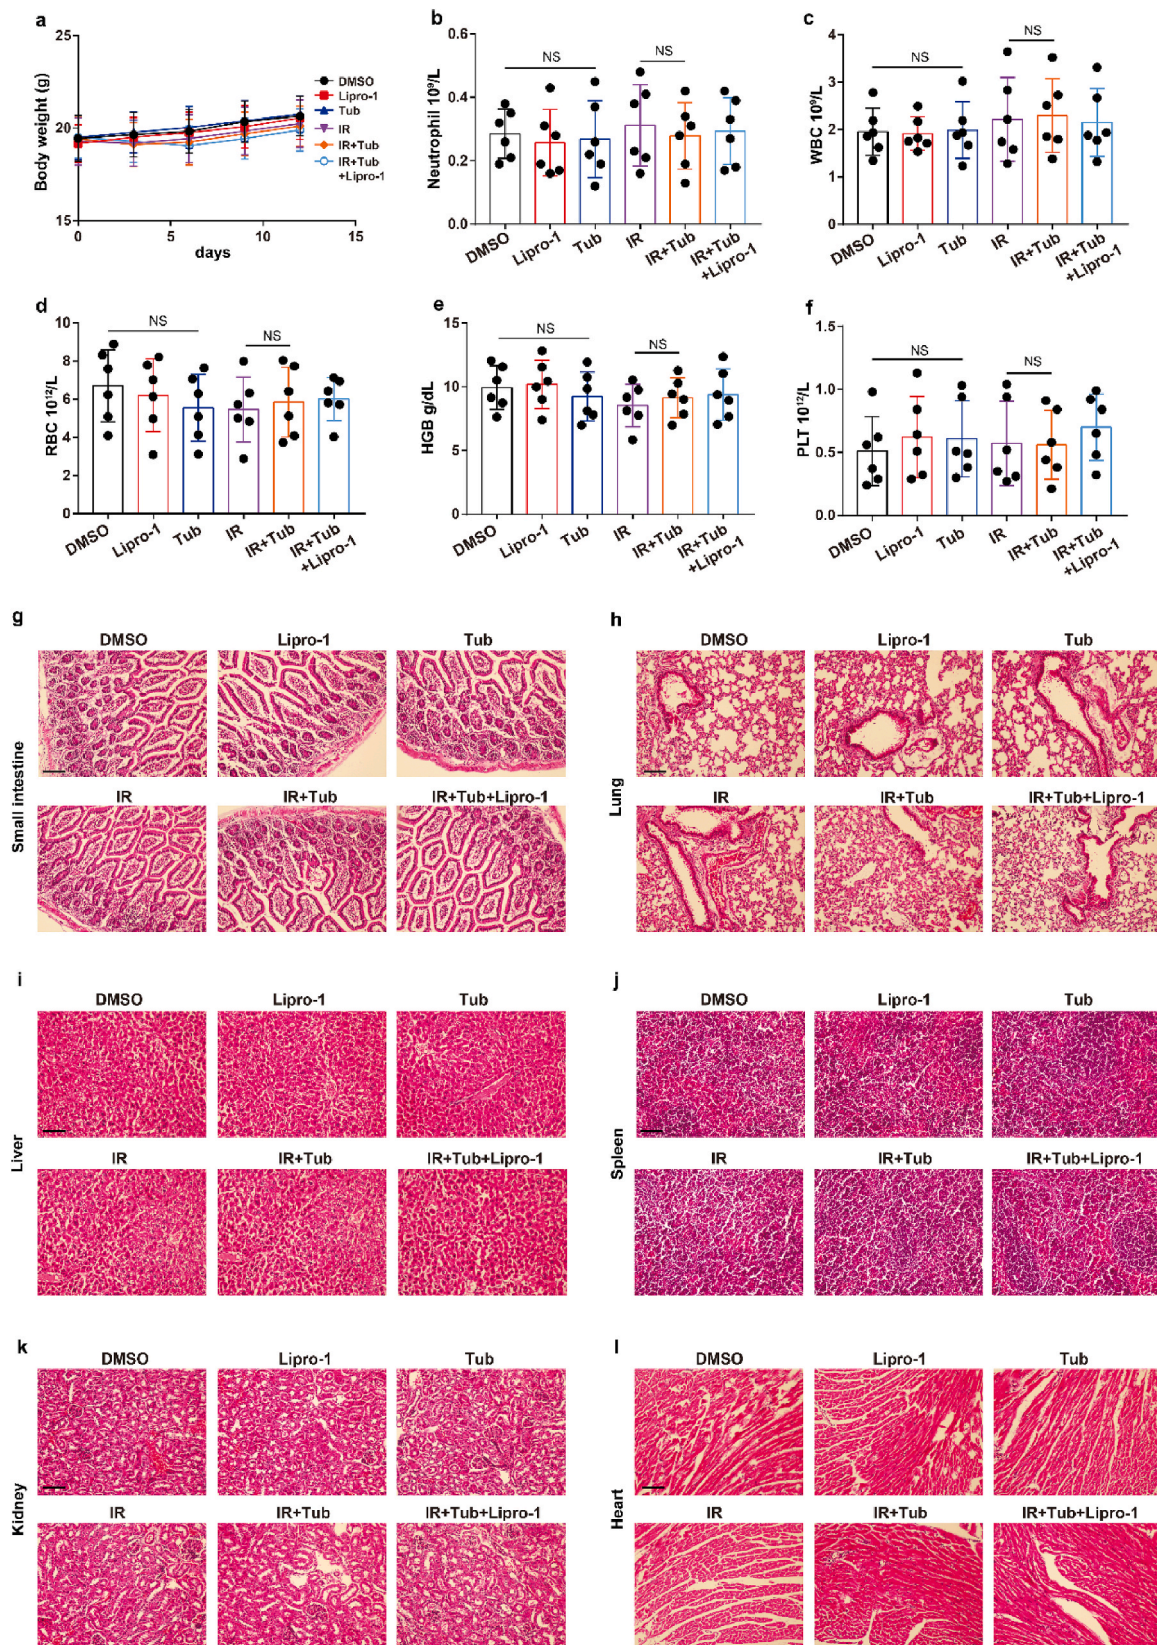 a
Body weight (g)
25
20
15
0
5
10
15
days
DMSO
Lipro-1
Tub
IR
IR+Tub
IR+Tub
+Lipro-1
b
Neutrophil 10⁹/L
0.6
0.4
0.2
0.0
NS
NS
DMSO
Lipro-1
Tub
IR
IR+Tub
IR+Tub
+Lipro-1
c
WBC 10⁹/L
4
3
2
1
0
NS
NS
DMSO
Lipro-1
Tub
IR
IR+Tub
IR+Tub
+Lipro-1
d
RBC 10¹²/L
10
8
6
4
2
0
NS
NS
DMSO
Lipro-1
Tub
IR
IR+Tub
IR+Tub
+Lipro-1
e
HGB g/dL
15
10
5
0
NS
NS
DMSO
Lipro-1
Tub
IR
IR+Tub
IR+Tub
+Lipro-1
f
PLT 10¹²/L
1.5
1.0
0.5
0.0
NS
NS
DMSO
Lipro-1
Tub
IR
IR+Tub
IR+Tub
+Lipro-1
g
Small intestine
DMSO Lipro-1 Tub
IR IR+Tub IR+Tub+Lipro-1
h
Lung
DMSO Lipro-1 Tub
IR IR+Tub IR+Tub+Lipro-1
i
Liver
DMSO Lipro-1 Tub
IR IR+Tub IR+Tub+Lipro-1
j
Spleen
DMSO Lipro-1 Tub
IR IR+Tub IR+Tub+Lipro-1
k
Kidney
DMSO Lipro-1 Tub
IR IR+Tub IR+Tub+Lipro-1
l
Heart
DMSO Lipro-1 Tub
IR IR+Tub IR+Tub+Lipro-1